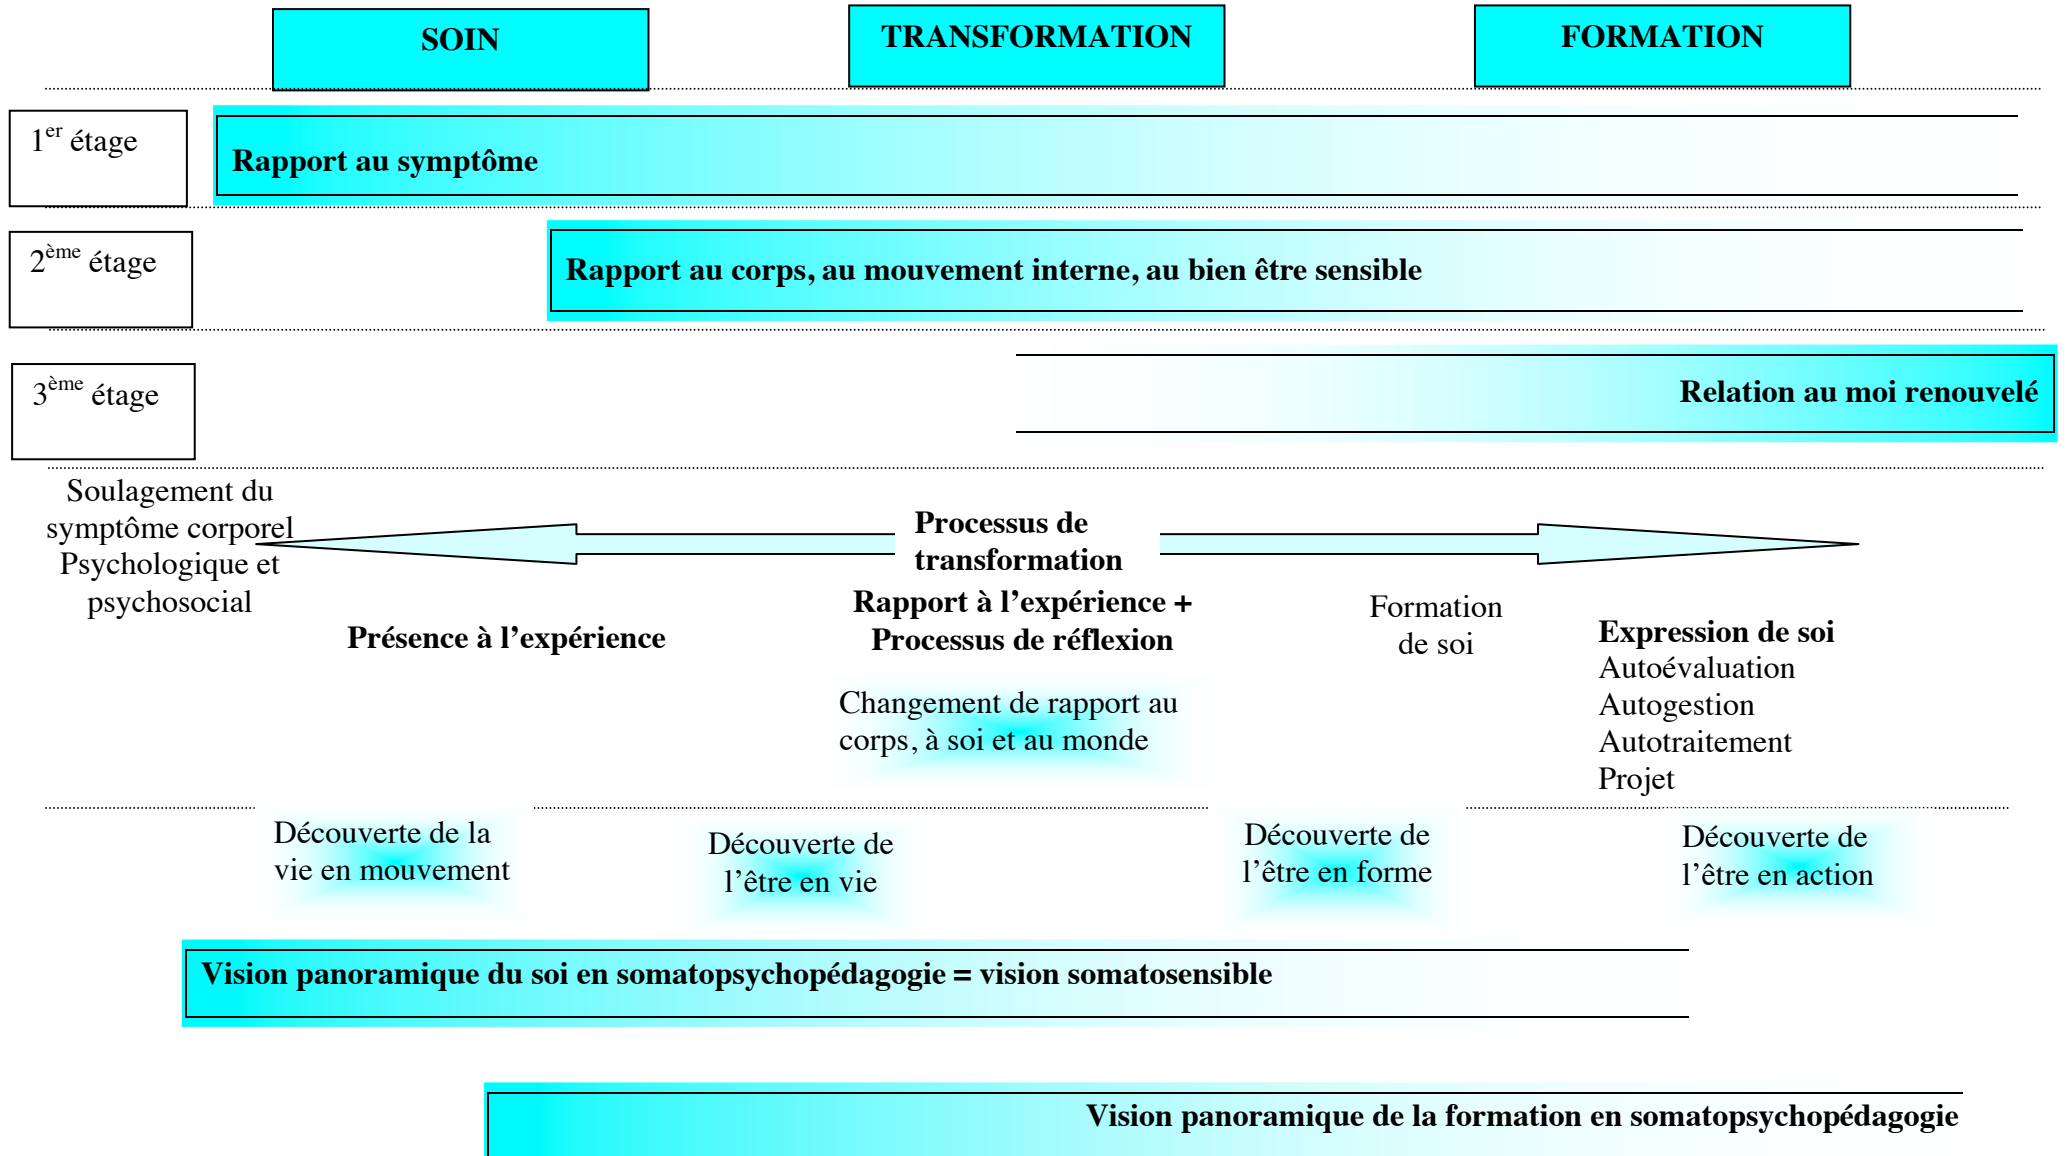 SOIN
TRANSFORMATION
FORMATION
1er étage
Rapport au symptôme
2ème étage
Rapport au corps, au mouvement interne, au bien être sensible
3ème étage
Relation au moi renouvelé
Soulagement du
symptôme corporel
Psychologique et
psychosocial
Présence à l’expérience
Processus de
transformation
Rapport à l’expérience +
Processus de réflexion
Changement de rapport au
corps, à soi et au monde
Formation
de soi
Expression de soi
Autoévaluation
Autogestion
Autotraitement
Projet
Découverte de la
vie en mouvement
Découverte de
l’être en vie
Découverte de
l’être en forme
Découverte de
l’être en action
Vision panoramique du soi en somatopsychopédagogie = vision somatosensible
Vision panoramique de la formation en somatopsychopédagogie